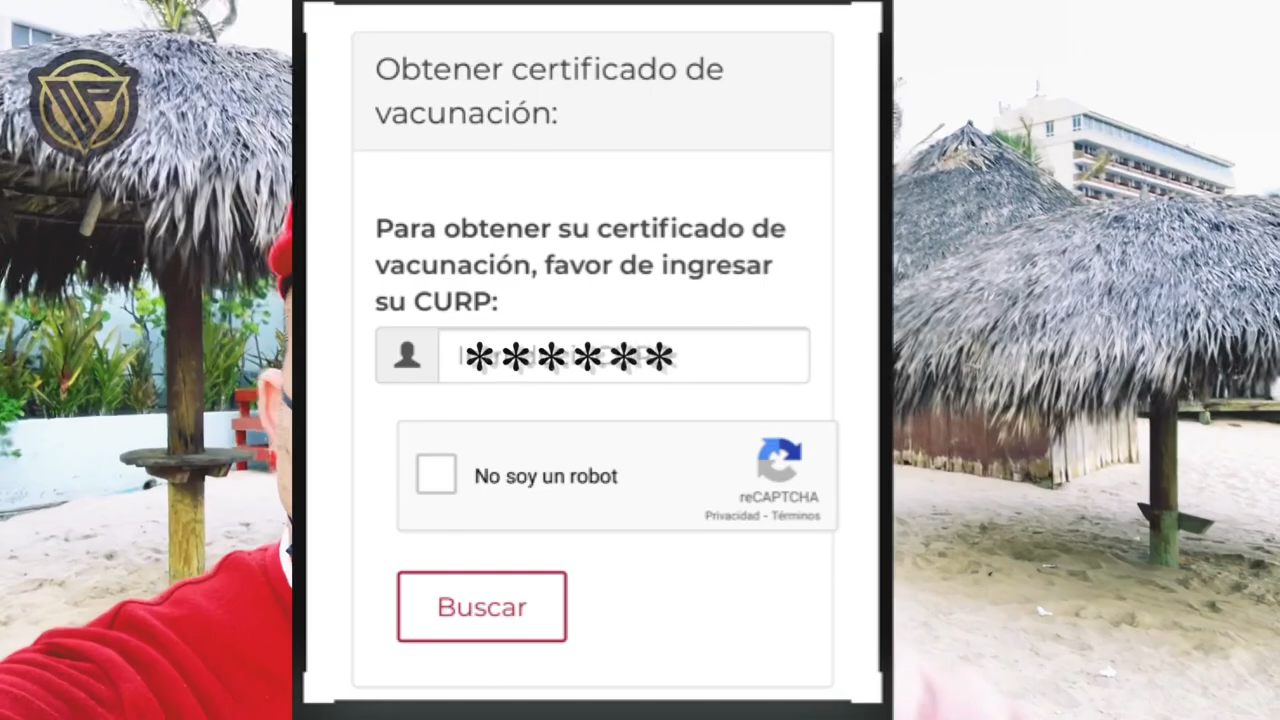 Obtener certificado de
vacunación:
Para obtener su certificado de
vacunación, favor de ingresar
su CURP:
******
No soy un robot
reCAPTCHA
Privacidad - Términos
Buscar